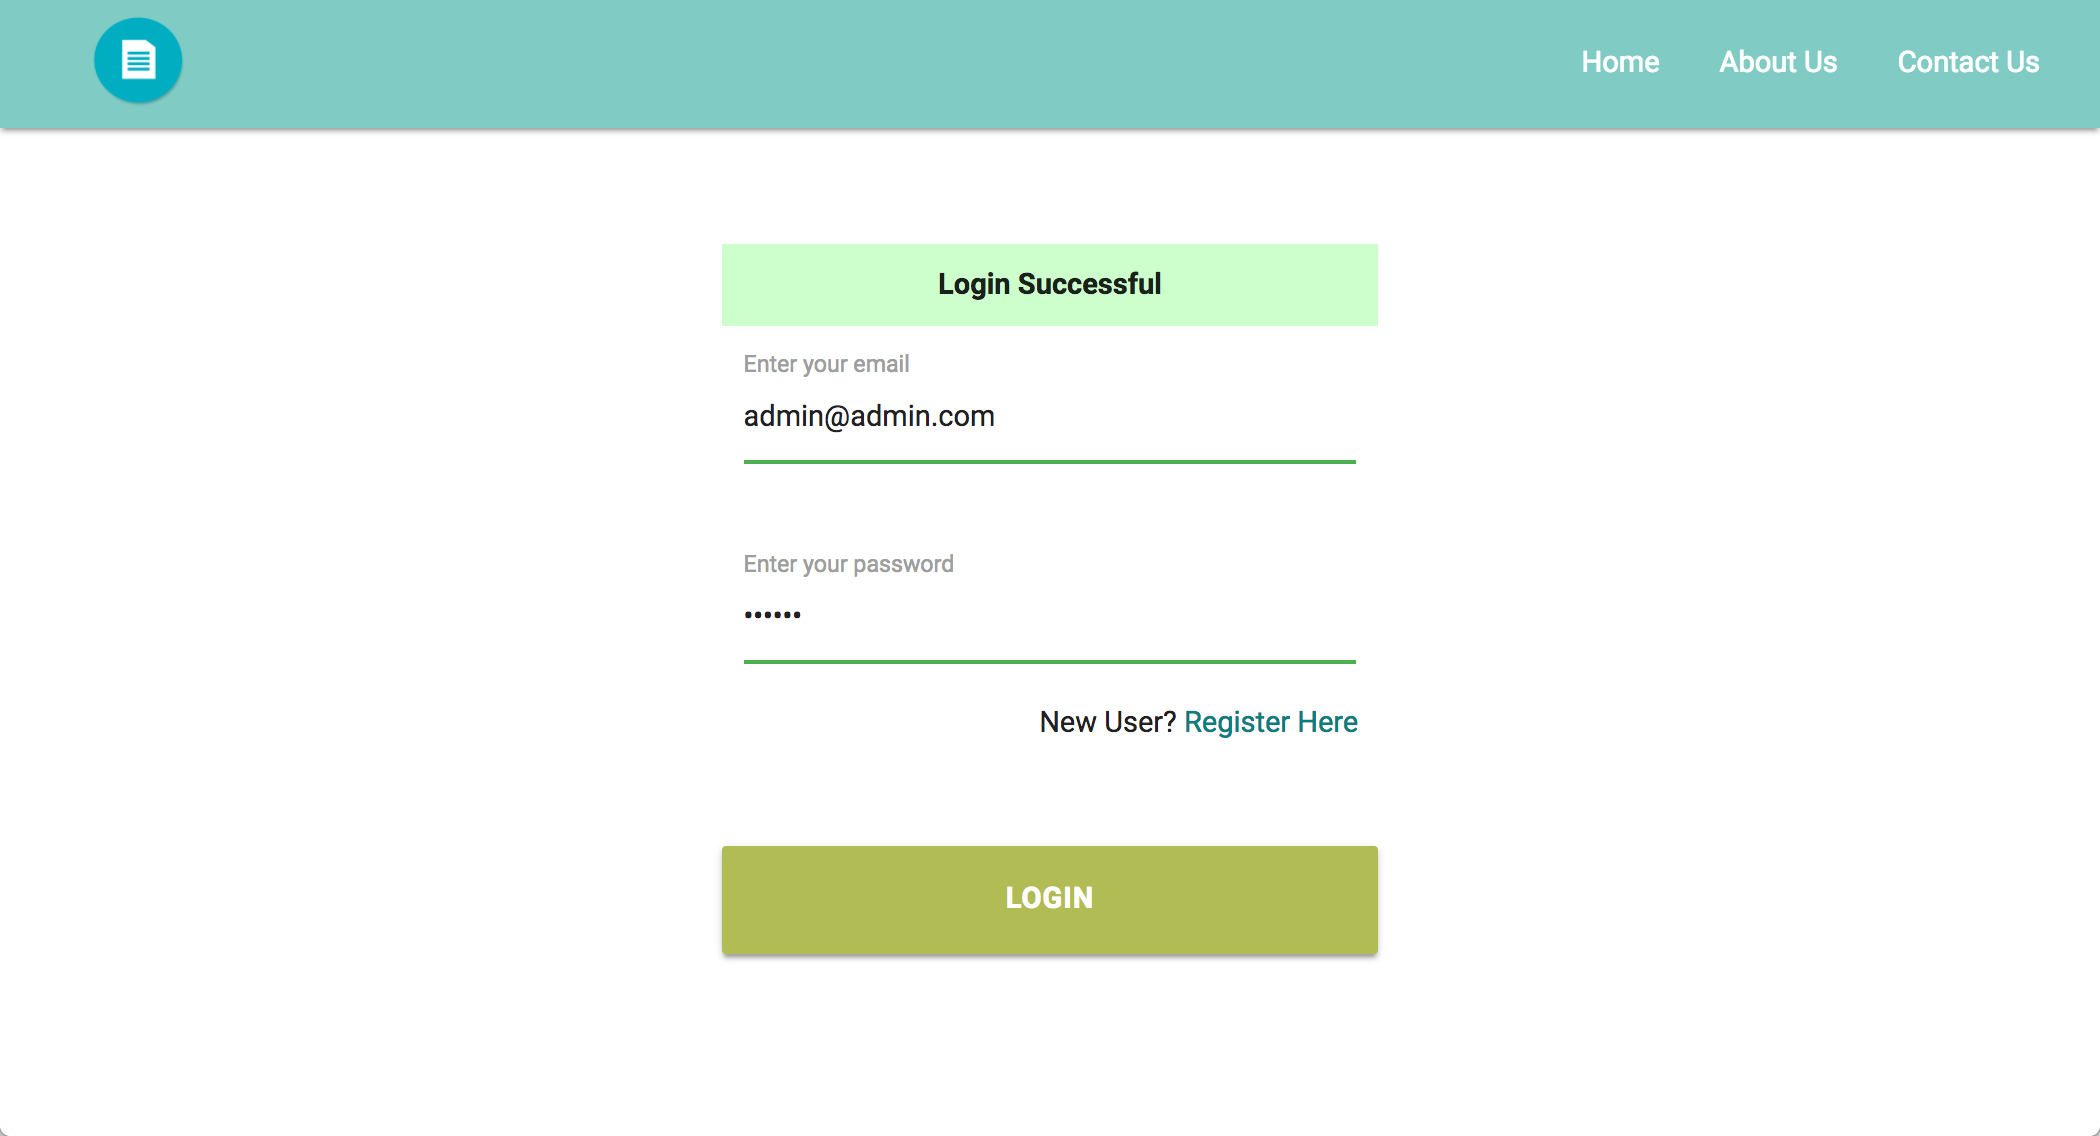 Home About Us Contact Us
Login Successful
Enter your email
admin@admin.com
Enter your password
••••••
New User? Register Here
LOGIN